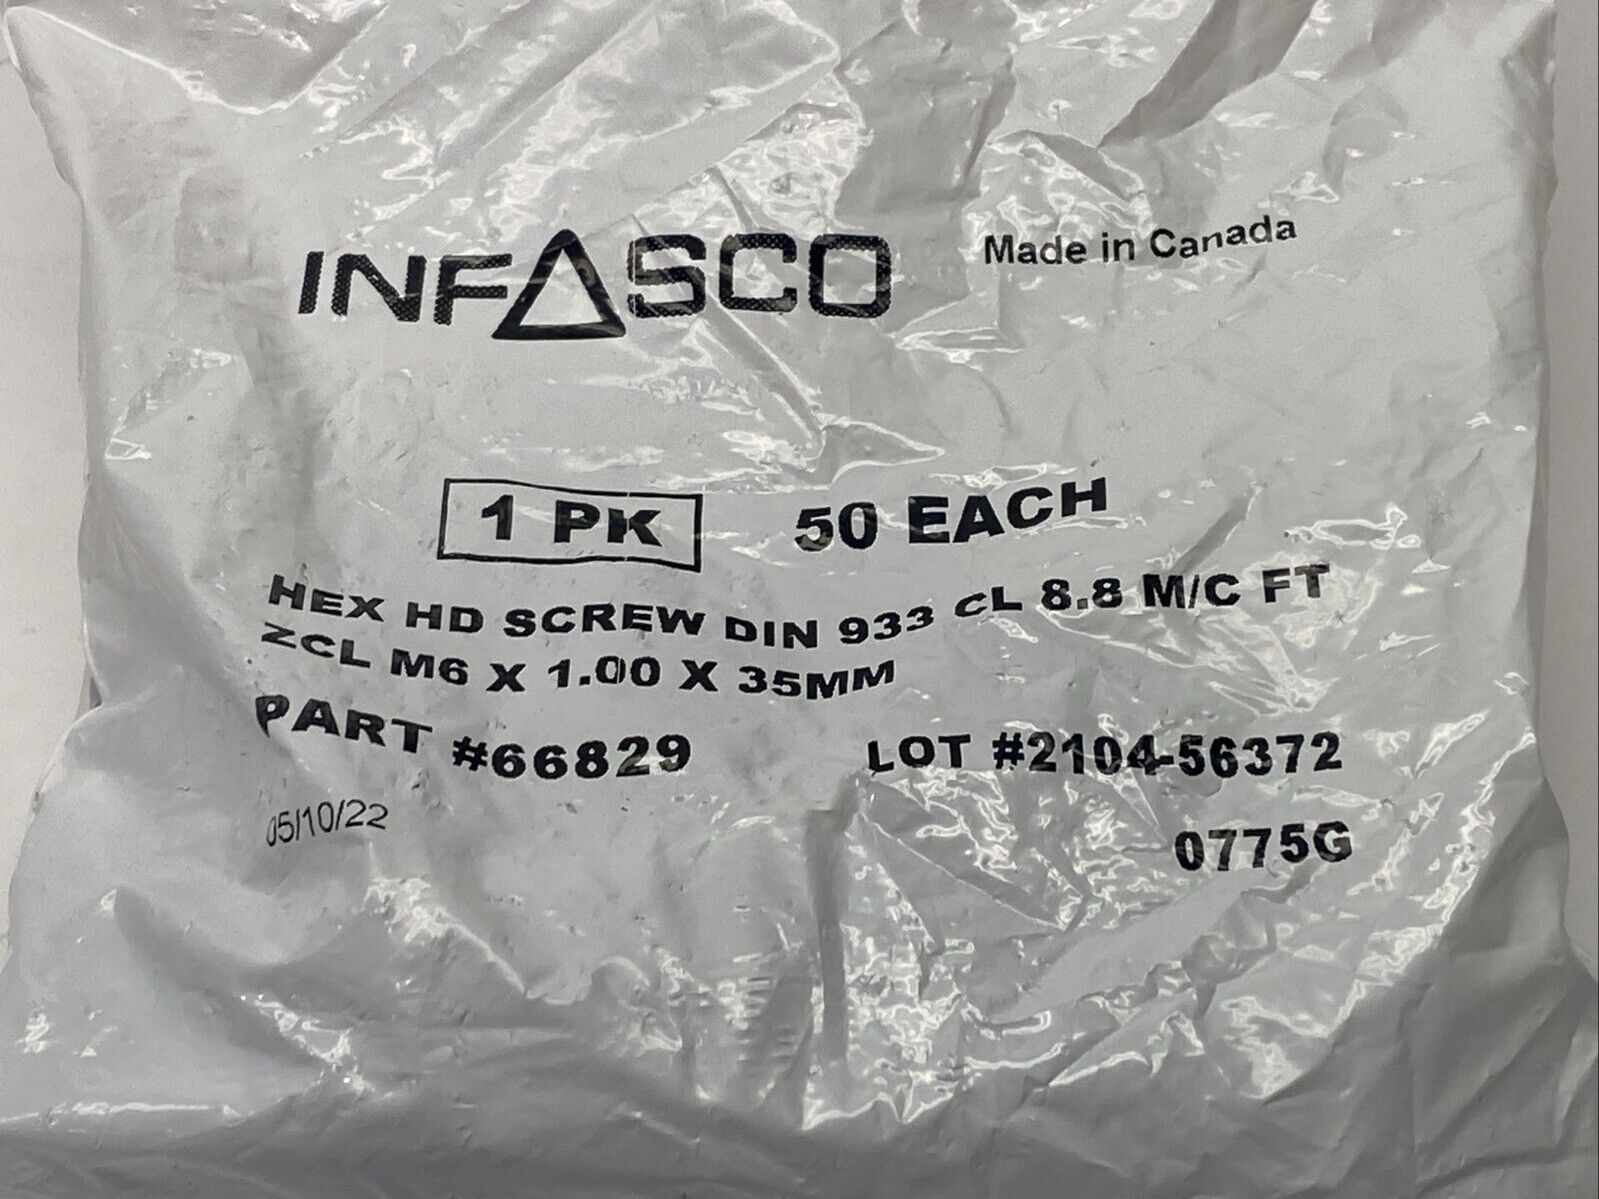 INFASCO
Made in Canada
1 PK 50 EACH
HEX HD SCREW DIN 933 CL 8.8 M/C FT
ZCL M6 X 1.00 X 35MM
PART #66829 LOT #2104-56372
05/10/22
0775G